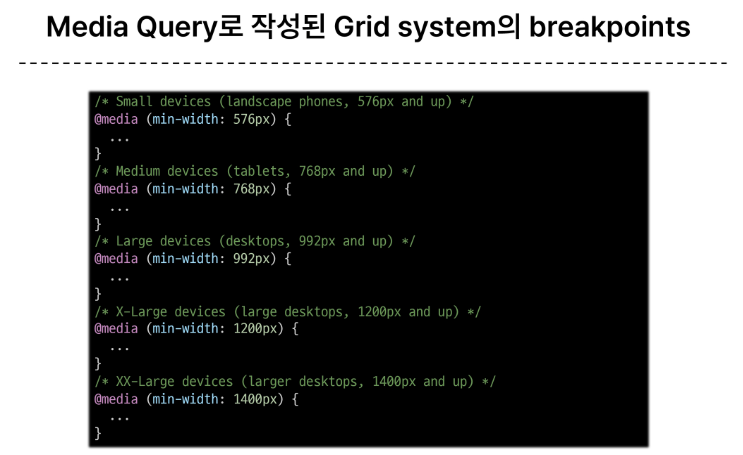 Media Query로 작성된 Grid system의 breakpoints
/* Small devices (landscape phones, 576px and up) */
@media (min-width: 576px) {
  ...
}
/* Medium devices (tablets, 768px and up) */
@media (min-width: 768px) {
  ...
}
/* Large devices (desktops, 992px and up) */
@media (min-width: 992px) {
  ...
}
/* X-Large devices (large desktops, 1200px and up) */
@media (min-width: 1200px) {
  ...
}
/* XX-Large devices (larger desktops, 1400px and up) */
@media (min-width: 1400px) {
  ...
}